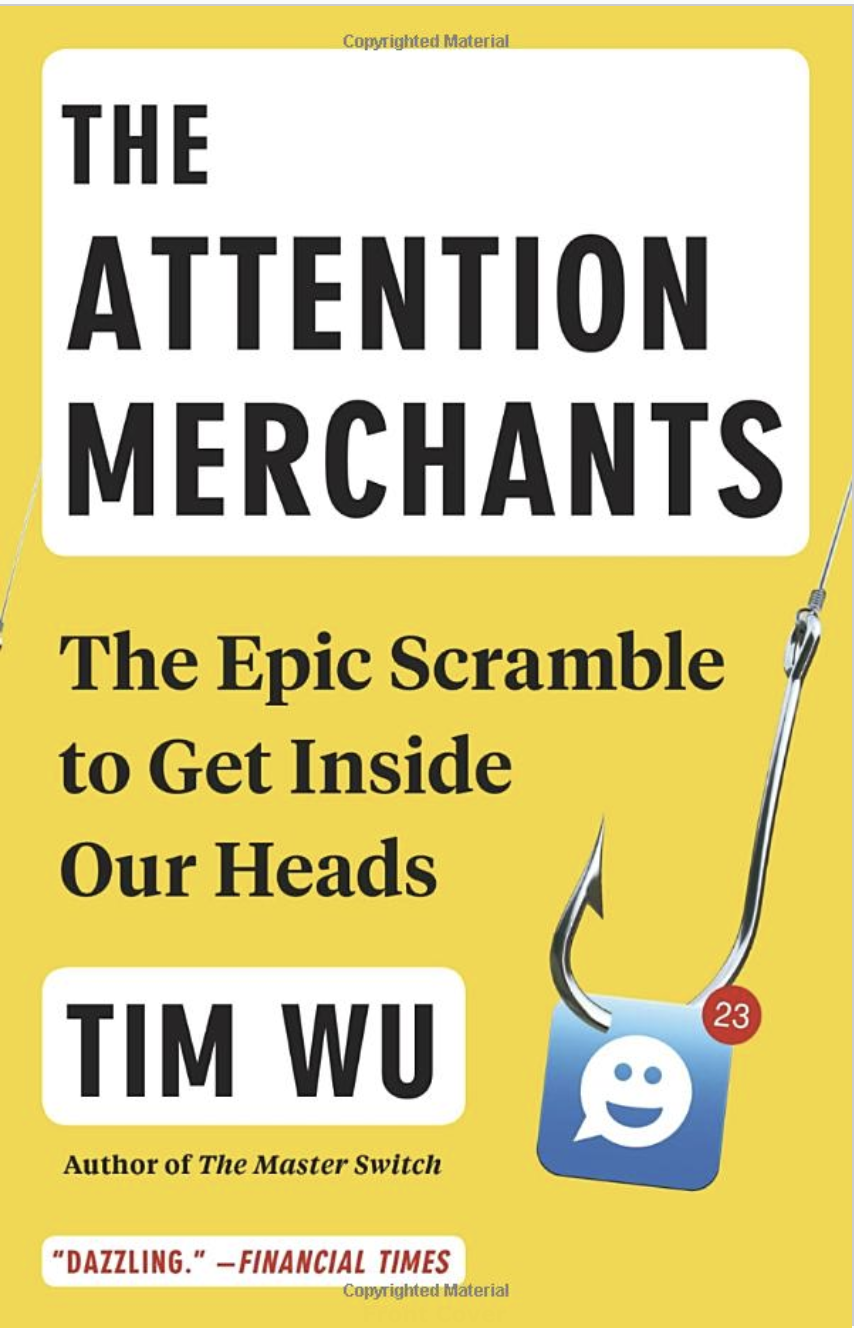 Copyrighted Material
THE
ATTENTION
MERCHANTS
The Epic Scramble
to Get Inside
Our Heads
23
TIM WU
Author of The Master Switch
"DAZZLING." —FINANCIAL TIMES
Copyrighted Material